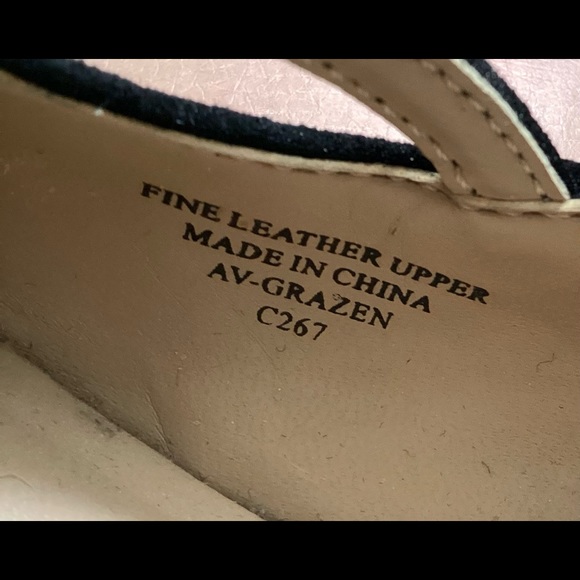 FINE LEATHER UPPER
MADE IN CHINA
AV-GRAZEN
C267